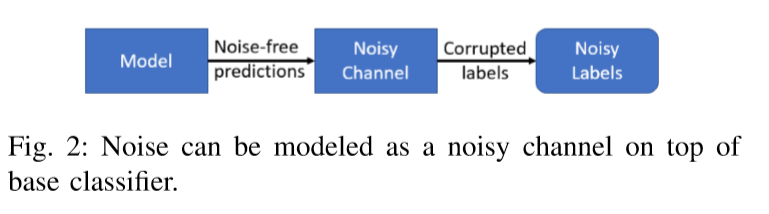 Model
Noise-free
predictions
Noisy
Channel
Corrupted
labels
Noisy
Labels
Fig. 2: Noise can be modeled as a noisy channel on top of
base classifier.